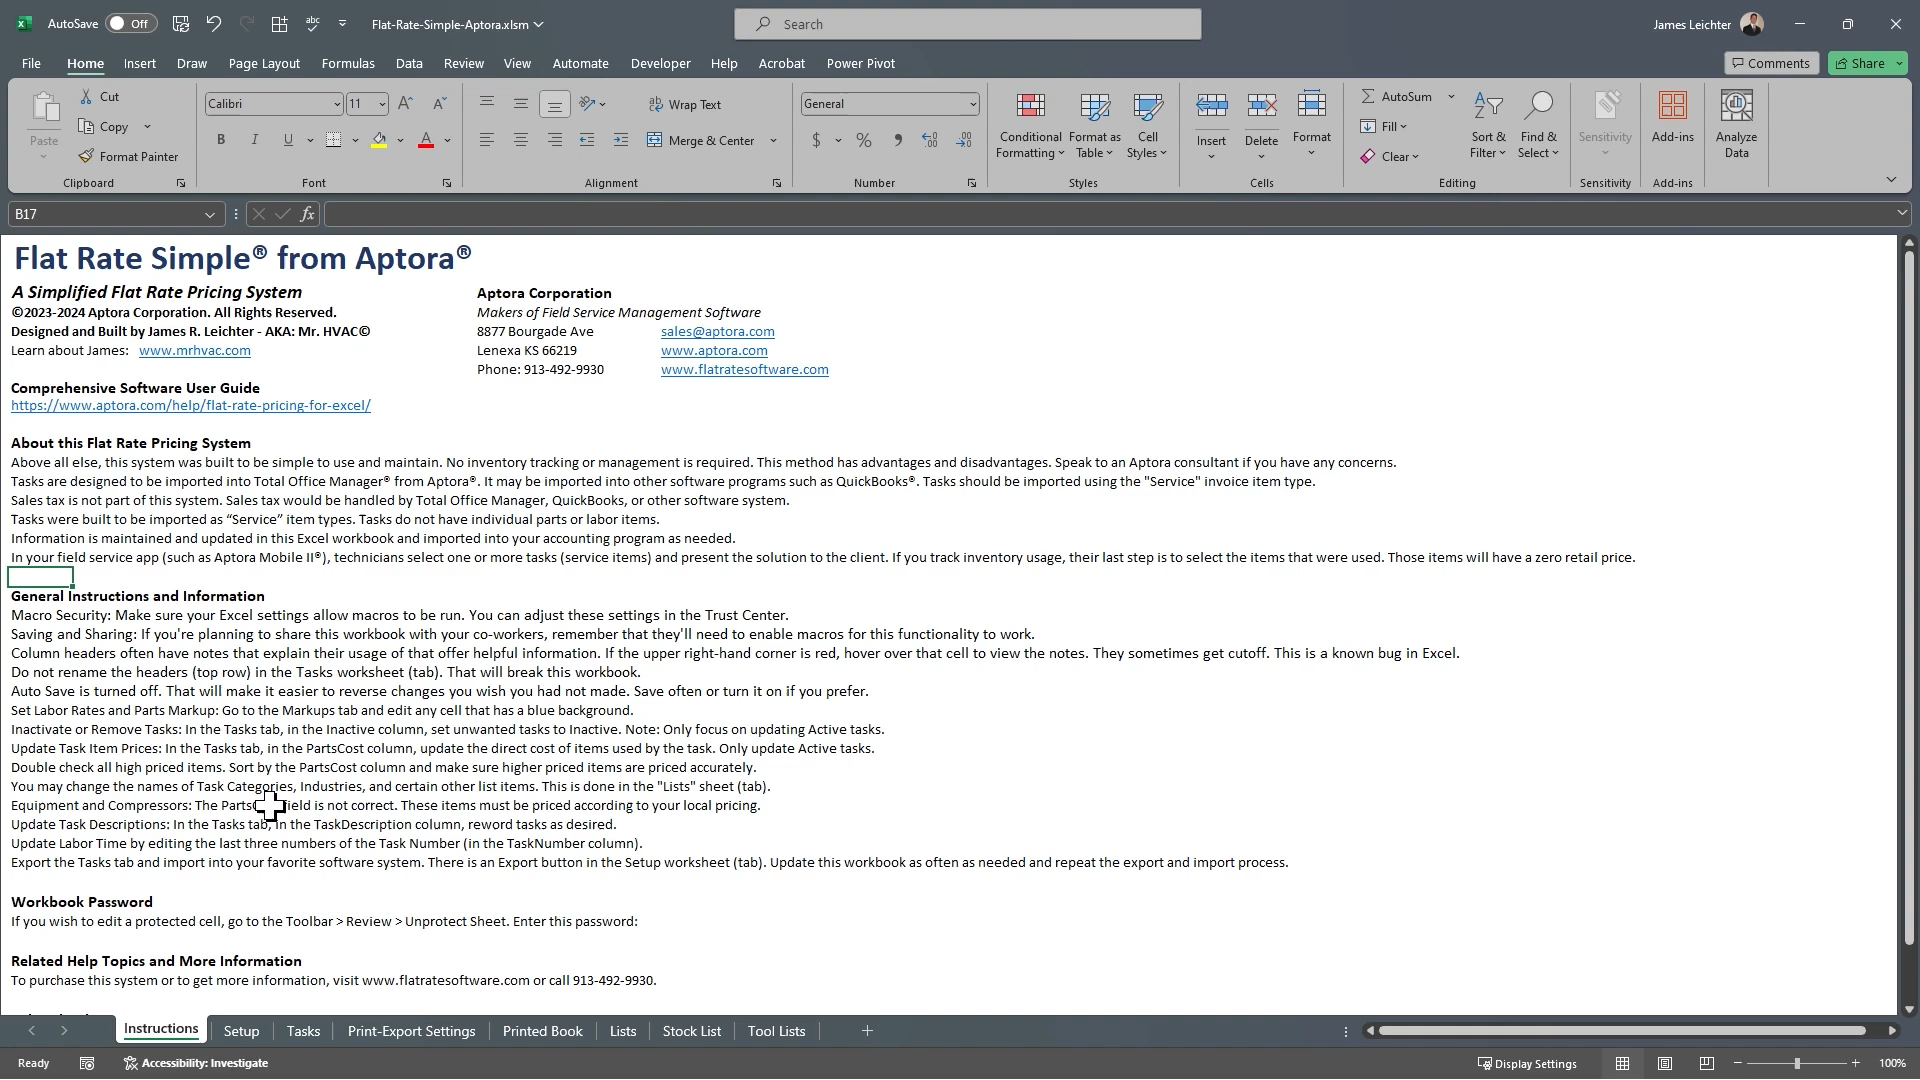 AutoSave Off Flat-Rate-Simple-Aptora.xlsm Search James Leichter
File Home Insert Draw Page Layout Formulas Data Review View Automate Developer Help Acrobat Power Pivot Comments Share
Cut
Copy
Format Painter
Paste
Clipboard
Calibri 11
B I U
Font
Wrap Text
Merge & Center
Alignment
General
$ % ,
Number
Conditional Formatting
Format as Table
Cell Styles
Styles
Insert Delete Format
Cells
AutoSum
Fill
Clear
Sort & Filter
Find & Select
Editing
Sensitivity
Sensitivity
Add-ins
Add-ins
Analyze Data
B17 fx
Flat Rate Simple® from Aptora®
A Simplified Flat Rate Pricing System
©2023-2024 Aptora Corporation. All Rights Reserved.
Designed and Built by James R. Leichter - AKA: Mr. HVAC©
Learn about James: www.mrhvac.com
Aptora Corporation
Makers of Field Service Management Software
8877 Bourgade Ave sales@aptora.com
Lenexa KS 66219 www.aptora.com
Phone: 913-492-9930 www.flatratesoftware.com
Comprehensive Software User Guide
https://www.aptora.com/help/flat-rate-pricing-for-excel/
About this Flat Rate Pricing System
Above all else, this system was built to be simple to use and maintain. No inventory tracking or management is required. This method has advantages and disadvantages. Speak to an Aptora consultant if you have any concerns.
Tasks are designed to be imported into Total Office Manager® from Aptora®. It may be imported into other software programs such as QuickBooks®. Tasks should be imported using the "Service" invoice item type.
Sales tax is not part of this system. Sales tax would be handled by Total Office Manager, QuickBooks, or other software system.
Tasks were built to be imported as “Service” item types. Tasks do not have individual parts or labor items.
Information is maintained and updated in this Excel workbook and imported into your accounting program as needed.
In your field service app (such as Aptora Mobile II®), technicians select one or more tasks (service items) and present the solution to the client. If you track inventory usage, their last step is to select the items that were used. Those items will have a zero retail price.
General Instructions and Information
Macro Security: Make sure your Excel settings allow macros to be run. You can adjust these settings in the Trust Center.
Saving and Sharing: If you're planning to share this workbook with your co-workers, remember that they'll need to enable macros for this functionality to work.
Column headers often have notes that explain their usage of that offer helpful information. If the upper right-hand corner is red, hover over that cell to view the notes. They sometimes get cutoff. This is a known bug in Excel.
Do not rename the headers (top row) in the Tasks worksheet (tab). That will break this workbook.
Auto Save is turned off. That will make it easier to reverse changes you wish you had not made. Save often or turn it on if you prefer.
Set Labor Rates and Parts Markup: Go to the Markups tab and edit any cell that has a blue background.
Inactivate or Remove Tasks: In the Tasks tab, in the Inactive column, set unwanted tasks to Inactive. Note: Only focus on updating Active tasks.
Update Task Item Prices: In the Tasks tab, in the PartsCost column, update the direct cost of items used by the task. Only update Active tasks.
Double check all high priced items. Sort by the PartsCost column and make sure higher priced items are priced accurately.
You may change the names of Task Categories, Industries, and certain other list items. This is done in the "Lists" sheet (tab).
Equipment and Compressors: The Parts field is not correct. These items must be priced according to your local pricing.
Update Task Descriptions: In the Tasks tab, in the TaskDescription column, reword tasks as desired.
Update Labor Time by editing the last three numbers of the Task Number (in the TaskNumber column).
Export the Tasks tab and import into your favorite software system. There is an Export button in the Setup worksheet (tab). Update this workbook as often as needed and repeat the export and import process.
Workbook Password
If you wish to edit a protected cell, go to the Toolbar > Review > Unprotect Sheet. Enter this password:
Related Help Topics and More Information
To purchase this system or to get more information, visit www.flatratesoftware.com or call 913-492-9930.
Instructions Setup Tasks Print-Export Settings Printed Book Lists Stock List Tool Lists
Ready Accessibility: Investigate Display Settings 100%